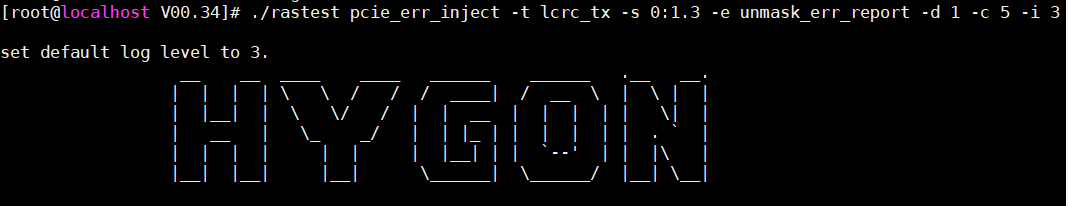 [root@localhost V00.34]# ./rastest pcie_err_inject -t lcrc_tx -s 0:1.3 -e unmask_err_report -d 1 -c 5 -i 3
set default log level to 3.
HYGON